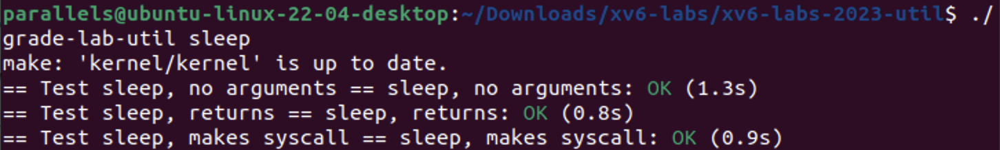 parallels@ubuntu-linux-22-04-desktop:~/Downloads/xv6-labs/xv6-labs-2023-util$ ./
grade-lab-util sleep
make: 'kernel/kernel' is up to date.
== Test sleep, no arguments == sleep, no arguments: OK (1.3s)
== Test sleep, returns == sleep, returns: OK (0.8s)
== Test sleep, makes syscall == sleep, makes syscall: OK (0.9s)